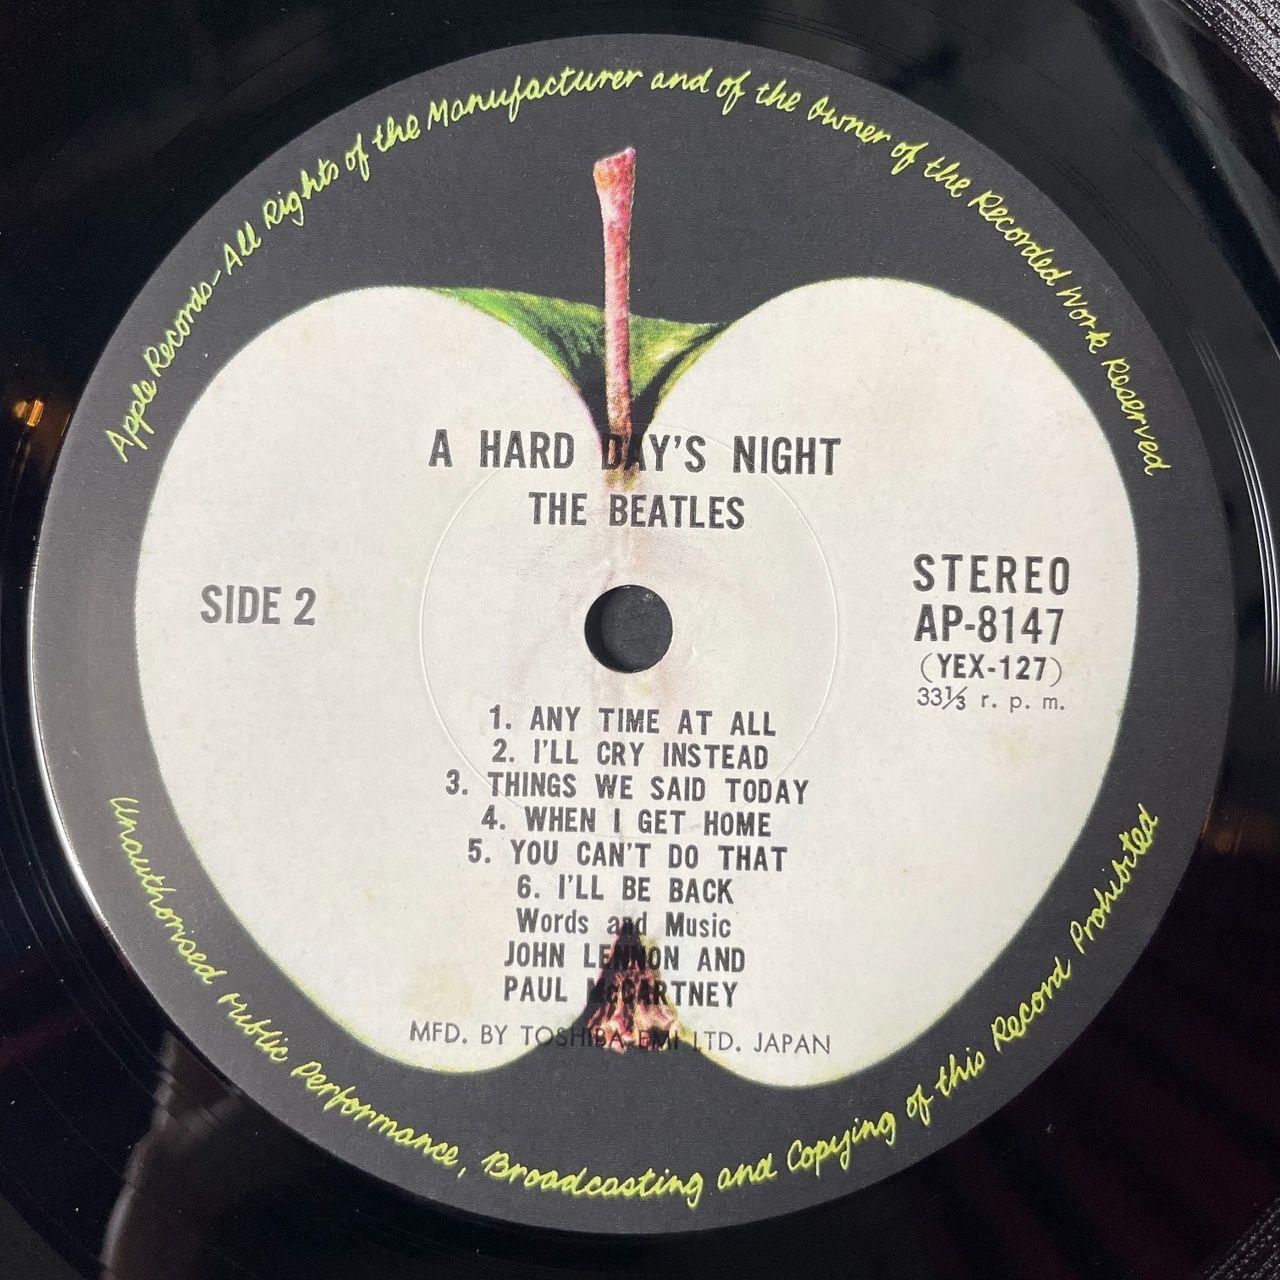 Apple Records-All Rights of the Manufacturer and of the Owner of the Recorded Work Reserved
A HARD DAY'S NIGHT
THE BEATLES
SIDE 2
STEREO
AP-8147
(YEX-127)
33⅓ r. p. m.
1. ANY TIME AT ALL
2. I'LL CRY INSTEAD
3. THINGS WE SAID TODAY
4. WHEN I GET HOME
5. YOU CAN'T DO THAT
6. I'LL BE BACK
Words and Music
JOHN LENNON AND
PAUL McCARTNEY
MFD. BY TOSHIBA EMI LTD. JAPAN
Unauthorised Public Performance, Broadcasting and Copying of this Record Prohibited